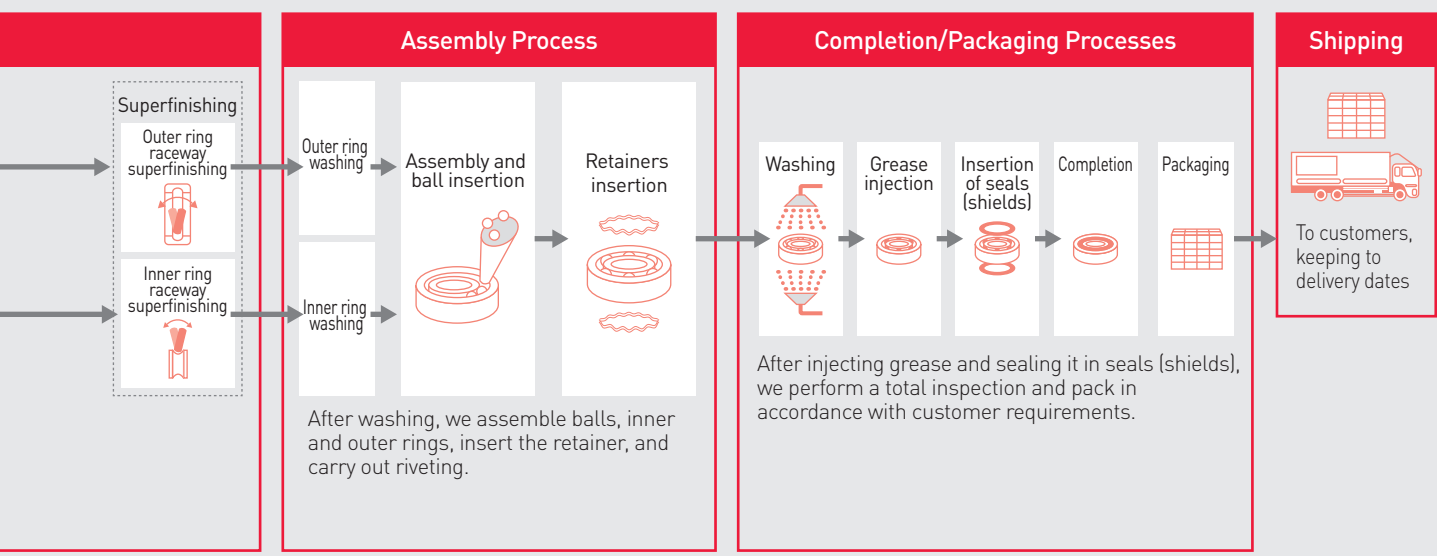 Superfinishing
Outer ring
raceway
superfinishing
Inner ring
raceway
superfinishing
Assembly Process
Outer ring
washing
Inner ring
washing
Assembly and
ball insertion
Retainers
insertion
After washing, we assemble balls, inner
and outer rings, insert the retainer, and
carry out riveting.
Completion/Packaging Processes
Washing
Grease
injection
Insertion
of seals
(shields)
Completion
Packaging
After injecting grease and sealing it in seals (shields),
we perform a total inspection and pack in
accordance with customer requirements.
Shipping
To customers,
keeping to
delivery dates